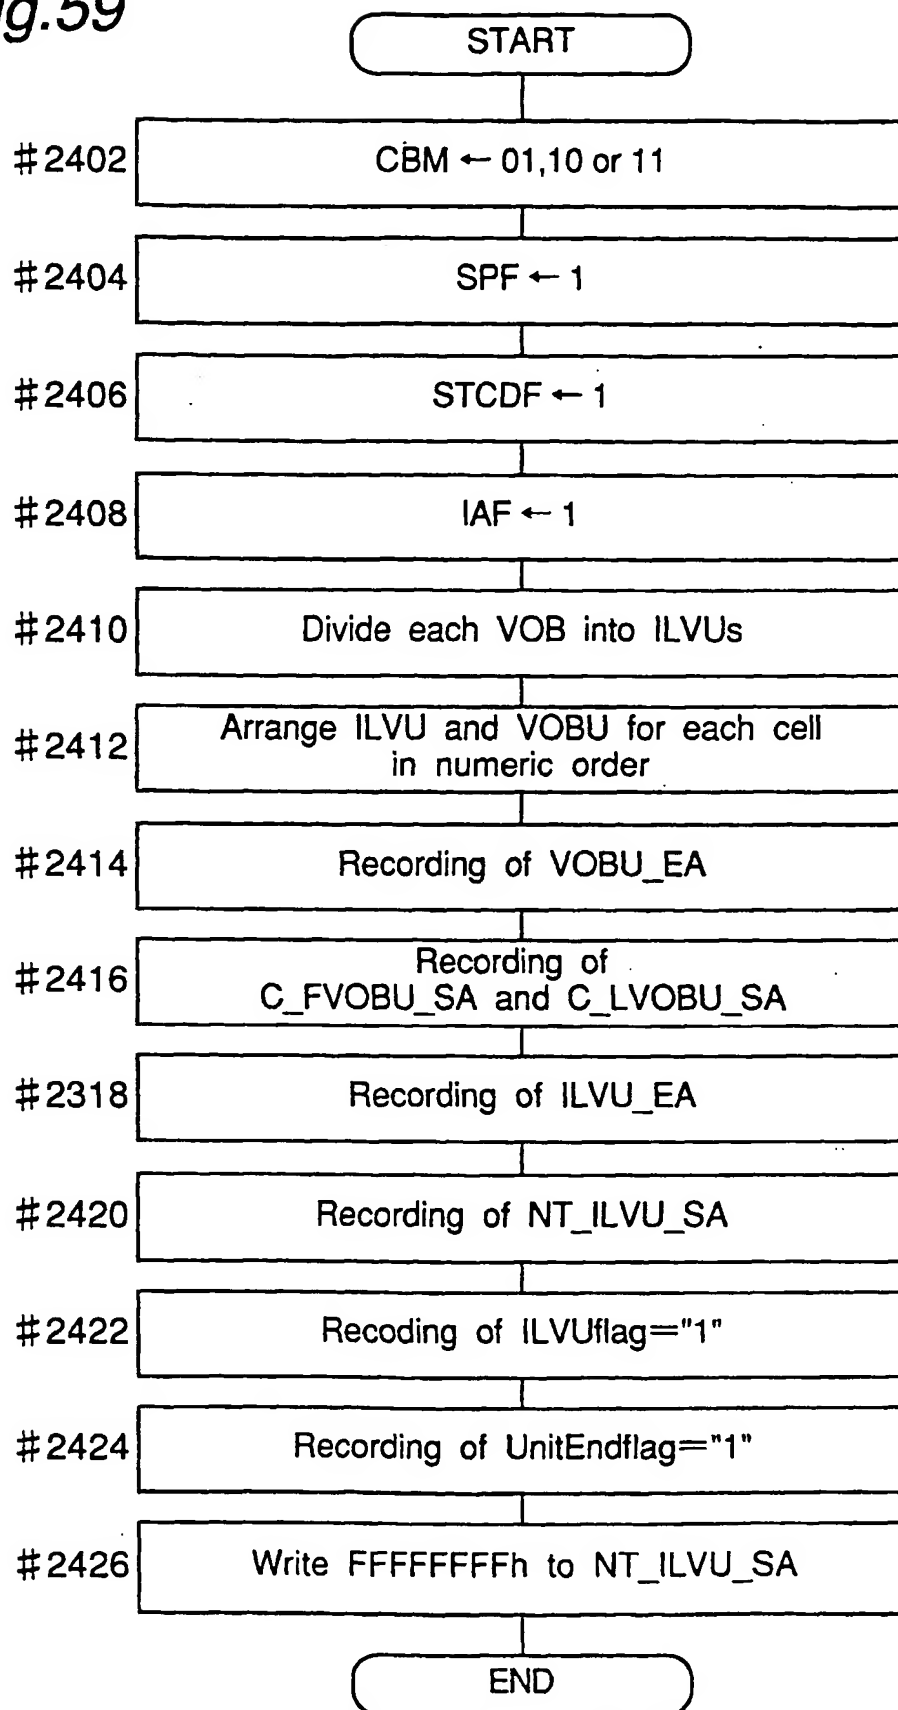 g.59
START
#2402 CBM ← 01,10 or 11
#2404 SPF ← 1
#2406 STCDF ← 1
#2408 IAF ← 1
#2410 Divide each VOB into ILVUs
#2412 Arrange ILVU and VOBU for each cell
in numeric order
#2414 Recording of VOBU_EA
#2416 Recording of
C_FVOBU_SA and C_LVOBU_SA
#2318 Recording of ILVU_EA
#2420 Recording of NT_ILVU_SA
#2422 Recoding of ILVUflag="1"
#2424 Recording of UnitEndflag="1"
#2426 Write FFFFFFFFh to NT_ILVU_SA
END